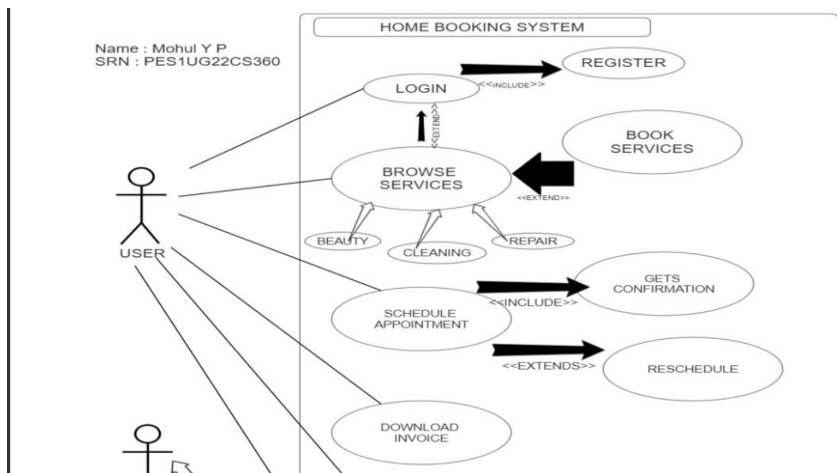 HOME BOOKING SYSTEM
Name : Mohul Y P
SRN : PES1UG22CS360
REGISTER
LOGIN
<<INCLUDE>>
<<EXTEND>>
BOOK
SERVICES
BROWSE
SERVICES
<<EXTEND>>
BEAUTY
CLEANING
REPAIR
USER
GETS
CONFIRMATION
<<INCLUDE>>
SCHEDULE
APPOINTMENT
<<EXTENDS>>
RESCHEDULE
DOWNLOAD
INVOICE